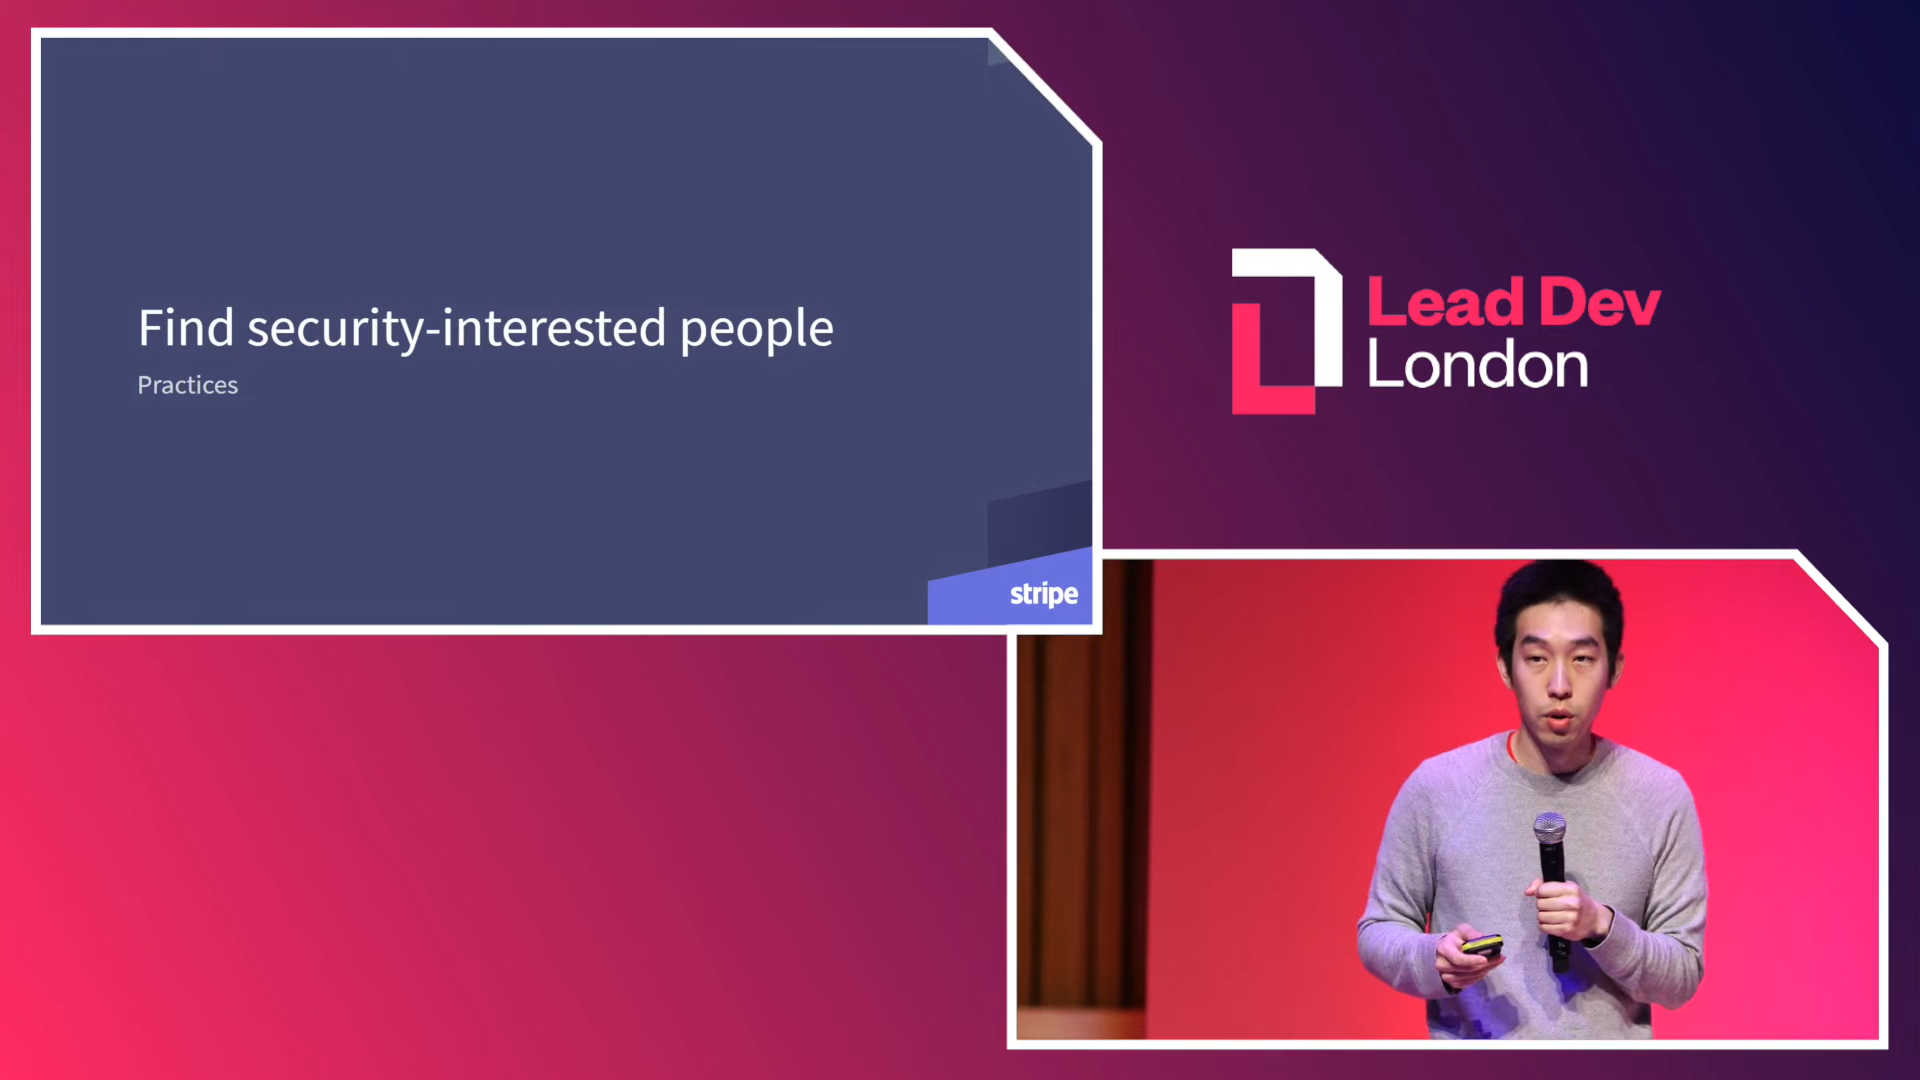 Find security-interested people
Practices
stripe
Lead Dev
London